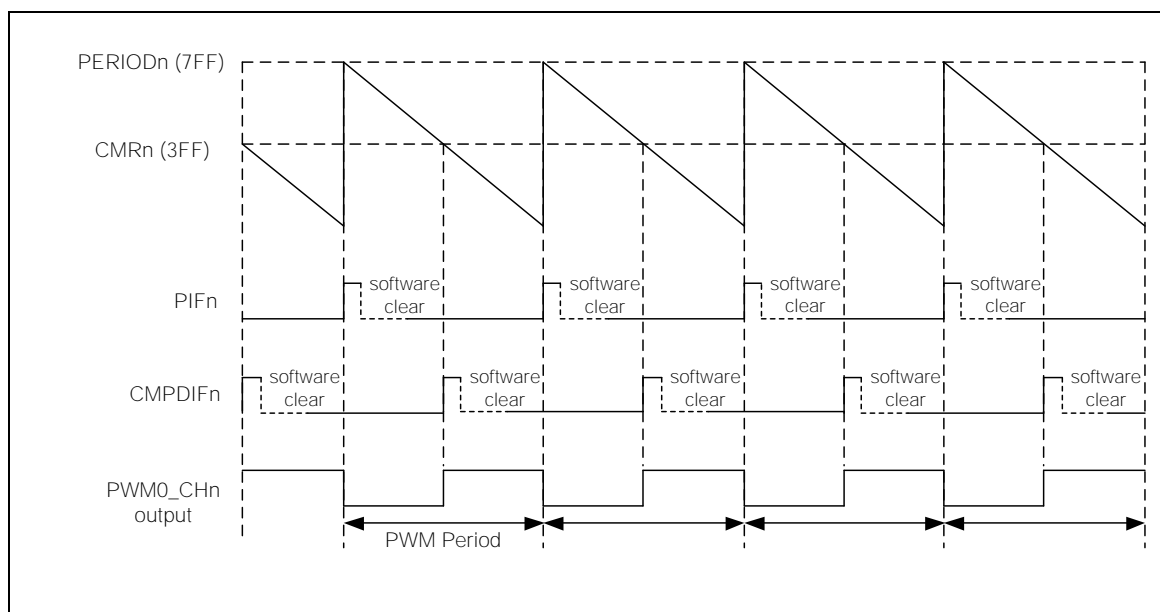 PERIODn (7FF)
CMRn (3FF)
PIFn
software
clear
software
clear
software
clear
software
clear
CMPDIFn
software
clear
software
clear
software
clear
software
clear
software
clear
PWM0_CHn
output
PWM Period